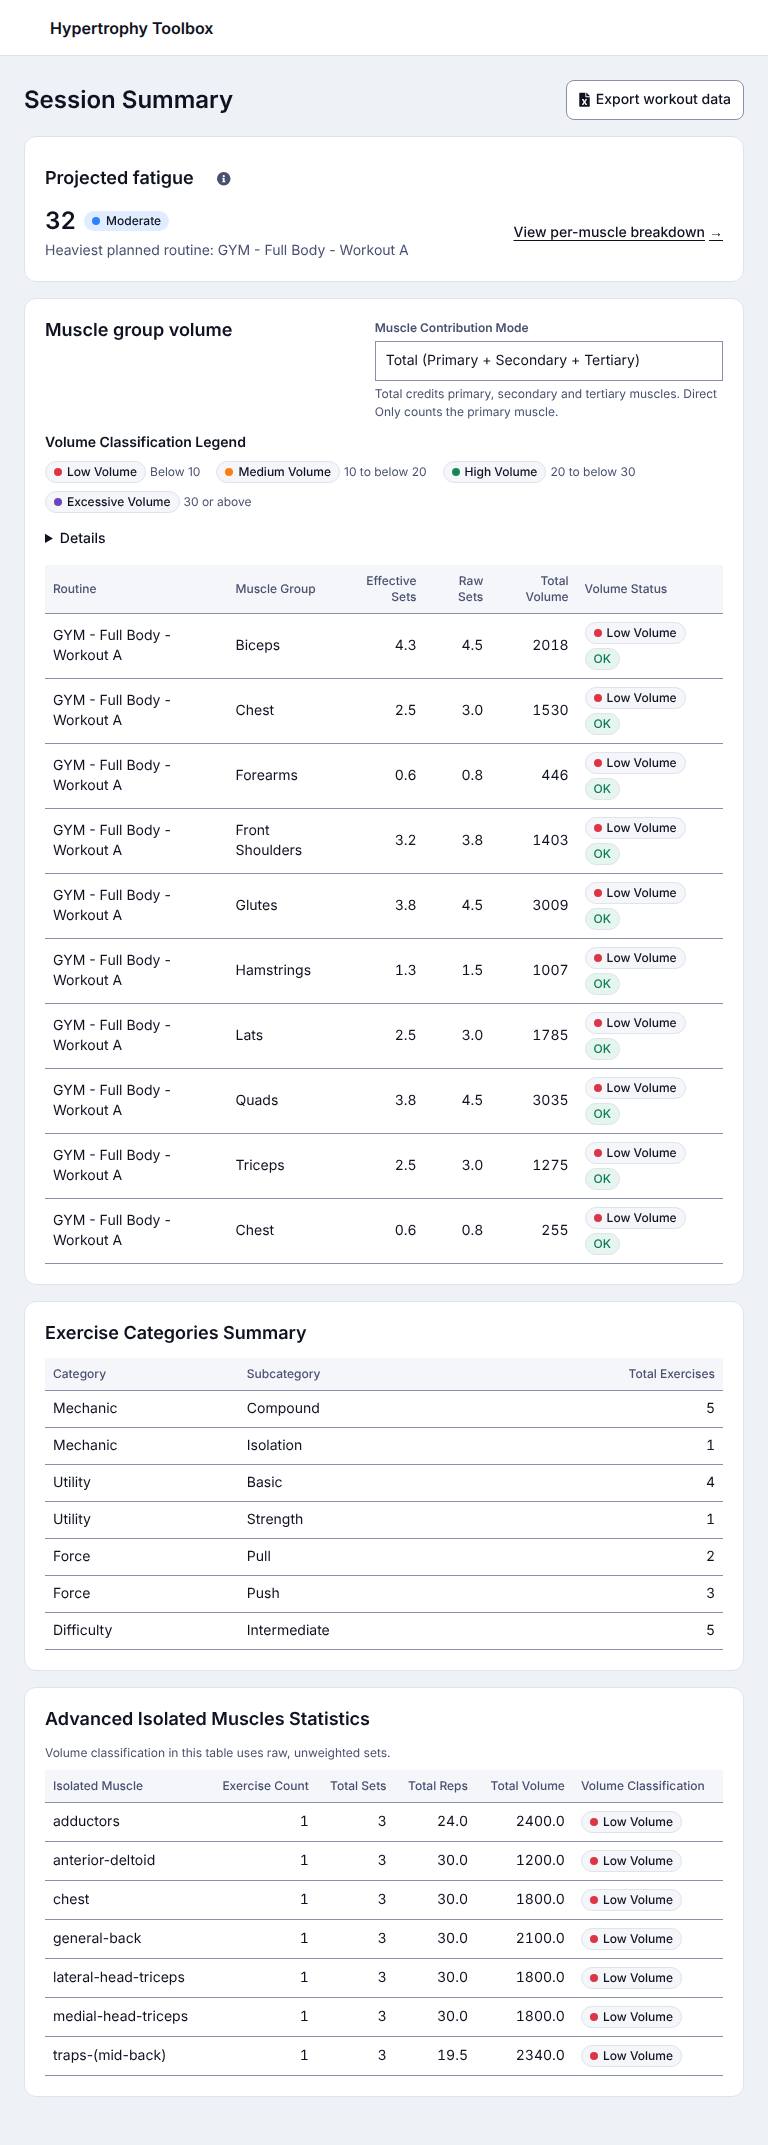 Hypertrophy Toolbox
Session Summary
Export workout data
Projected fatigue
32 Moderate
Heaviest planned routine: GYM - Full Body - Workout A
View per-muscle breakdown →
Muscle group volume
Muscle Contribution Mode
Total (Primary + Secondary + Tertiary)
Total credits primary, secondary and tertiary muscles. Direct
Only counts the primary muscle.
Volume Classification Legend
Low Volume Below 10 Medium Volume 10 to below 20 High Volume 20 to below 30
Excessive Volume 30 or above
Details
Routine Muscle Group Effective Sets Raw Sets Total Volume Volume Status
GYM - Full Body - Workout A Biceps 4.3 4.5 2018 Low Volume OK
GYM - Full Body - Workout A Chest 2.5 3.0 1530 Low Volume OK
GYM - Full Body - Workout A Forearms 0.6 0.8 446 Low Volume OK
GYM - Full Body - Workout A Front Shoulders 3.2 3.8 1403 Low Volume OK
GYM - Full Body - Workout A Glutes 3.8 4.5 3009 Low Volume OK
GYM - Full Body - Workout A Hamstrings 1.3 1.5 1007 Low Volume OK
GYM - Full Body - Workout A Lats 2.5 3.0 1785 Low Volume OK
GYM - Full Body - Workout A Quads 3.8 4.5 3035 Low Volume OK
GYM - Full Body - Workout A Triceps 2.5 3.0 1275 Low Volume OK
GYM - Full Body - Workout A Chest 0.6 0.8 255 Low Volume OK
Exercise Categories Summary
Category Subcategory Total Exercises
Mechanic Compound 5
Mechanic Isolation 1
Utility Basic 4
Utility Strength 1
Force Pull 2
Force Push 3
Difficulty Intermediate 5
Advanced Isolated Muscles Statistics
Volume classification in this table uses raw, unweighted sets.
Isolated Muscle Exercise Count Total Sets Total Reps Total Volume Volume Classification
adductors 1 3 24.0 2400.0 Low Volume
anterior-deltoid 1 3 30.0 1200.0 Low Volume
chest 1 3 30.0 1800.0 Low Volume
general-back 1 3 30.0 2100.0 Low Volume
lateral-head-triceps 1 3 30.0 1800.0 Low Volume
medial-head-triceps 1 3 30.0 1800.0 Low Volume
traps-(mid-back) 1 3 19.5 2340.0 Low Volume